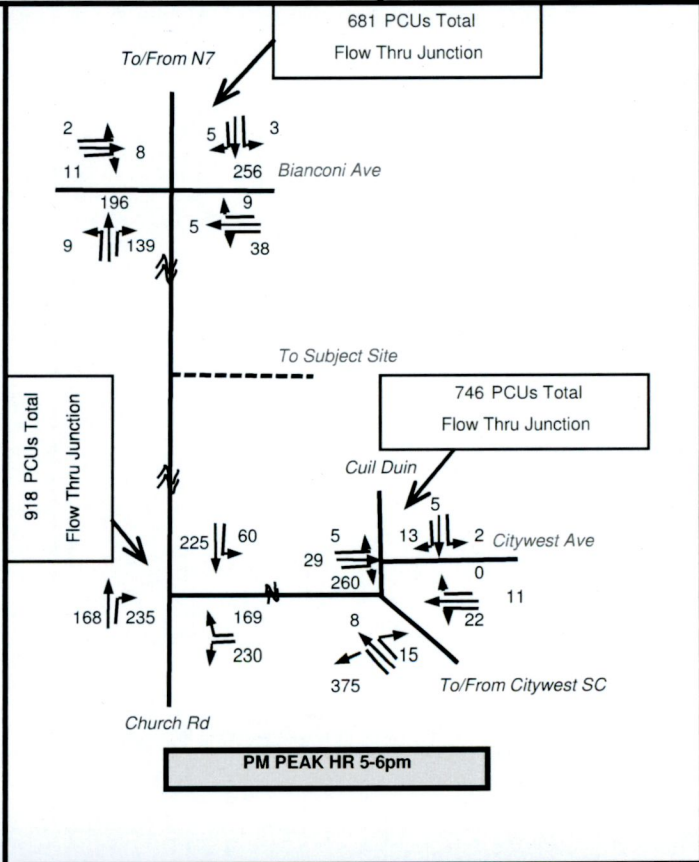 681 PCUs Total
Flow Thru Junction
To/From N7
2
8
11
5
3
256
Bianconi Ave
196
9
139
9
5
38
To Subject Site
918 PCUs Total
Flow Thru Junction
746 PCUs Total
Flow Thru Junction
Cuil Duin
5
13
2
Citywest Ave
0
11
22
5
29
260
225
60
168
235
169
230
8
15
375
To/From Citywest SC
Church Rd
PM PEAK HR 5-6pm